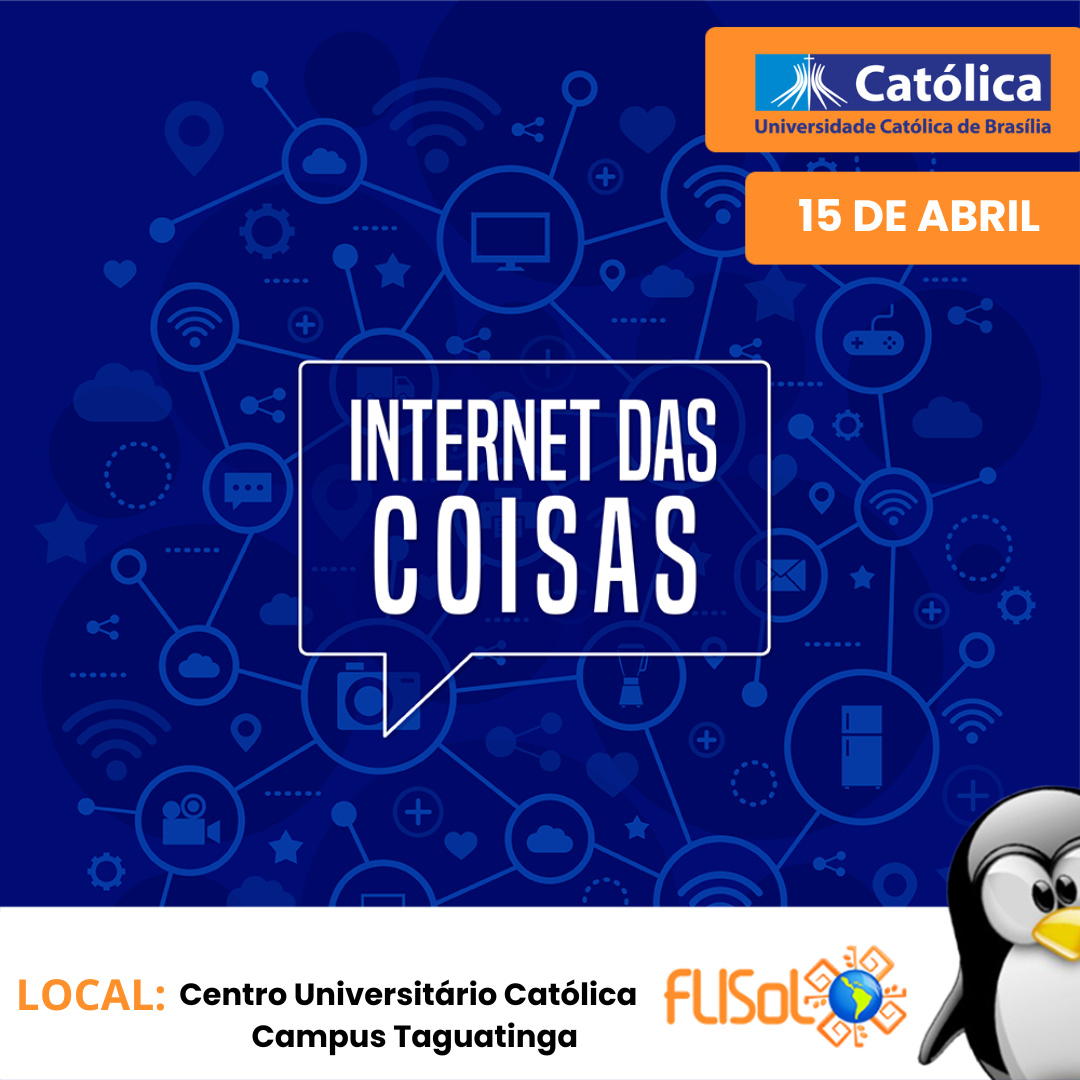 Católica
Universidade Católica de Brasília
15 DE ABRIL
INTERNET DAS
COISAS
LOCAL: Centro Universitário Católica
Campus Taguatinga
FLISoL